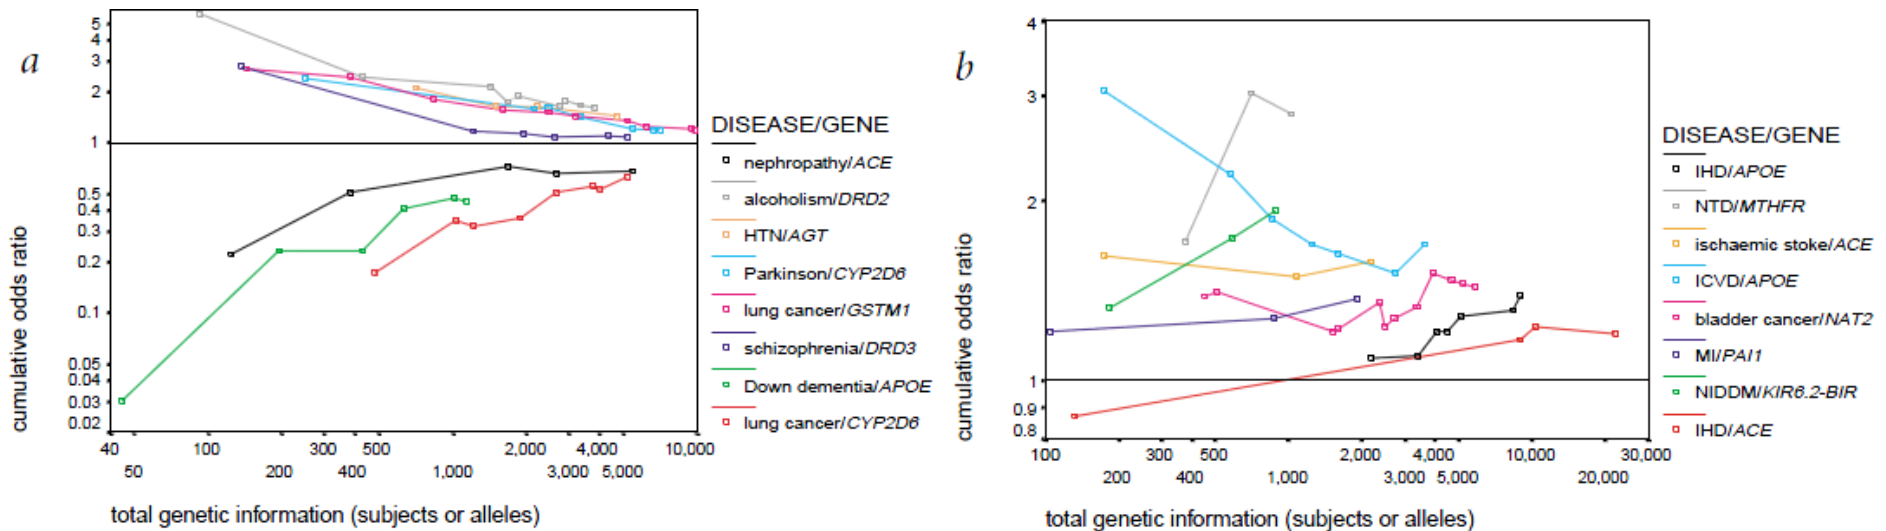 a
5
4
3
2
1
0.5
0.4
0.3
0.2
0.1
0.05
0.04
0.03
0.02
cumulative odds ratio
40 100 300 500 2,000 4,000 10,000
50 200 400 1,000 3,000 5,000
total genetic information (subjects or alleles)
DISEASE/GENE
nephropathy/ACE
alcoholism/DRD2
HTN/AGT
Parkinson/CYP2D6
lung cancer/GSTM1
schizophrenia/DRD3
Down dementia/APOE
lung cancer/CYP2D6
b
4
3
2
1
0.9
0.8
cumulative odds ratio
100 300 500 2,000 4,000 10,000 30,000
200 400 1,000 3,000 5,000 20,000
total genetic information (subjects or alleles)
DISEASE/GENE
IHD/APOE
NTD/MTHFR
ischaemic stoke/ACE
ICVD/APOE
bladder cancer/NAT2
MI/PAI1
NIDDM/KIR6.2-BIR
IHD/ACE